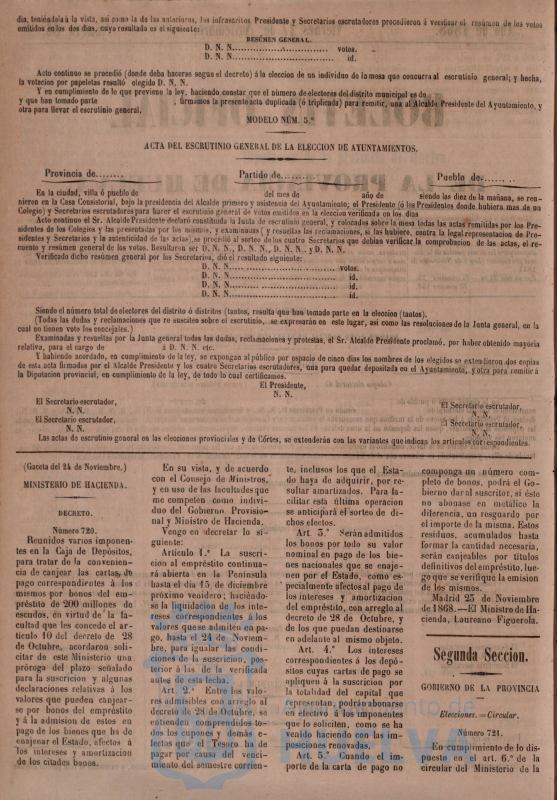 dia, teniéndola á la vista, así como la de las anteriores, los infrascritos Presidente y Secretarios escrutadores procedieron á verificar el resúmen de los votos
emitidos en los dos dias, cuyo resultado es el siguiente:
RESÚMEN GENERAL.
D. N. N. votos.
D. N. N. id.
Acto continuo se procedió (donde deba hacerse segun el decreto) á la eleccion de un individuo de la mesa que concurra al escrutinio general; y hecha,
la votacion por papeletas resultó elegido D. N. N.
Y en cumplimiento de lo que previene la ley, haciendo constar que el número de electores del distrito municipal es de
y que han tomado parte , firmamos la presente acta duplicada (ó triplicada) para remitir, una al Alcalde Presidente del Ayuntamiento, y
otra para llevar el escrutinio general.
MODELO NÚM. 5.º
ACTA DEL ESCRUTINIO GENERAL DE LA ELECCION DE AYUNTAMIENTOS.
Provincia de........ Partido de........ Pueblo de........
En la ciudad, villa ó pueblo de del mes de año de siendo las diez de la mañana, se reu-
nieron en la Casa Consistorial, bajo la presidencia del Alcalde primero y asistencia del Ayuntamiento, el Presidente (ó los Presidentes donde hubiera mas de un
Colegio) y Secretarios escrutadores para hacer el escrutinio general de votos emitidos en la eleccion verificada en los dias
Acto continuo el Sr. Alcalde Presidente declaró constituida la Junta de escrutinio general, y colocadas sobre la mesa todas las actas remitidas por los Pre-
sidentes de los Colegios y las presentadas por los mismos, y examinadas (y resueltas las reclamaciones, si las hubiere, contra la legal representacion de Pre-
sidentes y Secretarios y la autenticidad de las actas), se procedió al sorteo de los cuatro Secretarios que debian verificar la comprobacion de las actas, el re-
cuento y resúmen general de los votos. Resultaron ser D. N. N., D. N. N., D. N. N. y D. N. N.
Verificado dicho resúmen general por los Secretarios, dió el resultado siguiente:
D. N. N. votos.
D. N. N. id.
D. N. N. id.
D. N. N. id.
Siendo el número total de electores del distrito ó distritos (tantos, resulta que han tomado parte en la eleccion (tantos).
(Todas las dudas y reclamaciones que se susciten sobre el escrutinio, se expresarán en este lugar, así como las resoluciones de la Junta general, en la
cual no tienen voto los concejales.)
Examinadas y resueltas por la Junta general todas las dudas, reclamaciones y protestas, el Sr. Alcalde Presidente proclamó, por haber obtenido mayoría
relativa, para el cargo de á D. N. N. etc.
Y habiendo acordado, en cumplimiento de la ley, se expongan al público por espacio de cinco dias los nombres de los elegidos se extendieron dos copias
de esta acta firmadas por el Alcalde Presidente y los cuatro Secretarios escrutadores, una para quedar depositada en el Ayuntamiento, y otra para remitir á
la Diputacion provincial, en cumplimiento de la ley, de todo lo cual certificamos.
El Presidente,
N. N.
El Secretario escrutador, El Secretario escrutador,
N. N. N. N.
El Secretario escrutador, El Secretario escrutador,
N. N. N. N.
Las actas de escrutinio general en las elecciones provinciales y de Córtes, se extenderán con las variantes que indican los artículos correspondientes.
(Gaceta del 24 de Noviembre.)
MINISTERIO DE HACIENDA.
DECRETO.
Número 720.
Reunidos varios imponen-
tes en la Caja de Depósitos,
para tratar de la convenien-
cia de canjear las cartas de
pago correspondientes á los
mismos por bonos del em-
préstito de 200 millones de
escudos, en virtud de la fa-
cultad que les concede el ar-
tículo 10 del decreto de 28
de Octubre, acordaron soli-
citar de este Ministerio una
próroga del plazo señalado
para la suscricion y algunas
declaraciones relativas á los
valores que pueden canjear-
se por bonos del empréstito
y á la admision de estos en
pago de los bienes que ha de
enajenar el Estado, afectos á
los intereses y amortizacion
de los citados bonos.
En su vista, y de acuerdo
con el Consejo de Ministros,
y en uso de las facultades que
me competen como indivi-
duo del Gobierno Provisio-
nal y Ministro de Hacienda.
Vengo en decretar lo si-
guiente:
Artículo 1.º La suscri-
cion al empréstito continua-
rá abierta en la Península
hasta el dia 15 de diciembre
próximo venidero; haciéndo-
se la liquidacion de los inte-
reses correspondientes á los
valores que se admiten en pa-
go, hasta el 24 de Noviem-
bre, para igualar las condi-
ciones de la suscricion, pos-
terior á las de la verificada
antes de esta fecha.
Art. 2.º Entre los valo-
res admisibles con arreglo al
decreto de 28 de Octubre, se
entienden comprendidos to-
dos los cupones y demás e-
fectos que el Tesoro ha de
pagar por causa del venci-
miento del semestre corrien-
te, inclusos los que el Esta-
do haya de adquirir, por re-
sultar amortizados. Para fa-
cilitar esta última operacion
se anticipará el sorteo de di-
chos efectos.
Art. 3.º Serán admitidos
los bonos por todo su valor
nominal en pago de los bie-
nes nacionales que se enaje-
nen por el Estado, como es-
pecialmente afectos al pago de
los intereses y amortizacion
del empréstito, con arreglo al
decreto de 28 de Octubre, y
de los que puedan destinarse
en adelante al mismo objeto.
Art. 4.º Los intereses
correspondientes á los depó-
sitos cuyas cartas de pago se
apliquen á la suscricion por
la totalidad del capital que
representan, podrán abonarse
en efectivo á los imponentes
que lo soliciten, como se ha
venido haciendo con las im-
posiciones renovadas.
Art. 5.º Cuando el im-
porte de la carta de pago no
componga un número com-
pleto de bonos, podrá el Go-
bierno dar al suscritor, si éste
no abonase en metálico la
diferencia, un resguardo por
el importe de la misma. Estos
residuos, acumulados hasta
formar la cantidad necesaria,
serán canjeables por títulos
definitivos del empréstito, lue-
go que se verifique la emision
de los mismos.
Madrid 23 de Noviembre
de 1868.—El Ministro de Ha-
cienda, Laureano Figuerola.
Segunda Seccion.
GOBIERNO DE LA PROVINCIA
Elecciones.=Circular.
Número 721.
En cumplimiento de lo dis-
puesto en el art. 6.º de la
circular del Ministerio de la